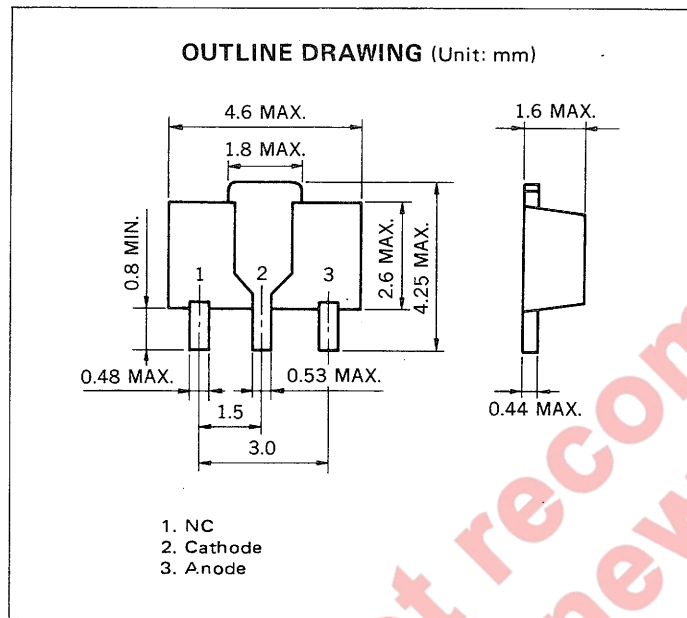 OUTLINE DRAWING (Unit: mm)
4.6 MAX.
1.6 MAX.
1.8 MAX.
0.8 MIN.
1
2
3
2.6 MAX.
4.25 MAX.
0.48 MAX.
0.53 MAX.
0.44 MAX.
1.5
3.0
1. NC
2. Cathode
3. Anode